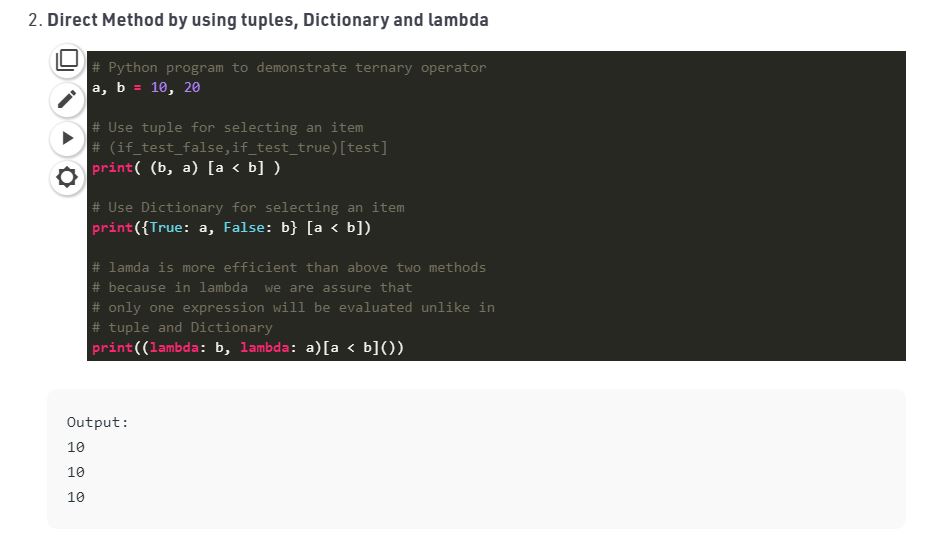 2. Direct Method by using tuples, Dictionary and lambda
# Python program to demonstrate ternary operator
a, b = 10, 20
# Use tuple for selecting an item
# (if_test_false,if_test_true)[test]
print( (b, a) [a < b] )
# Use Dictionary for selecting an item
print({True: a, False: b} [a < b])
# lamda is more efficient than above two methods
# because in lambda  we are assure that
# only one expression will be evaluated unlike in
# tuple and Dictionary
print((lambda: b, lambda: a)[a < b]())
Output:
10
10
10